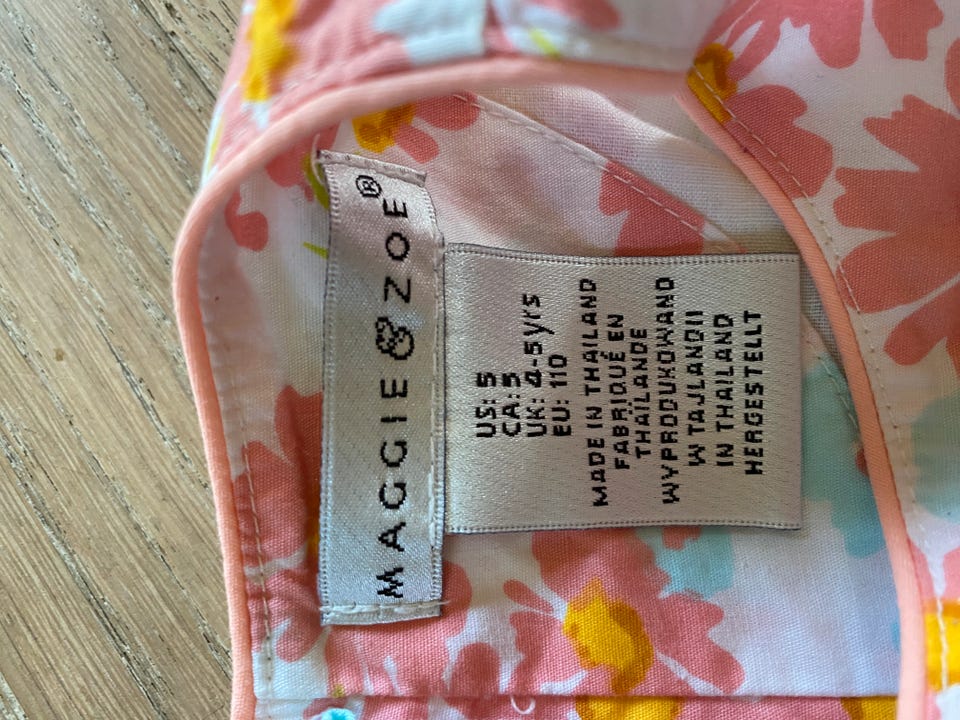 MAGGIE & ZOE®
US: 5
CA: 5
UK: 4-5yrs
EU: 110
MADE IN THAILAND
FABRIQUÉ EN
THAILANDE
WYPRODUKOWANO
W TAJLANDII
IN THAILAND
HERGESTELLT